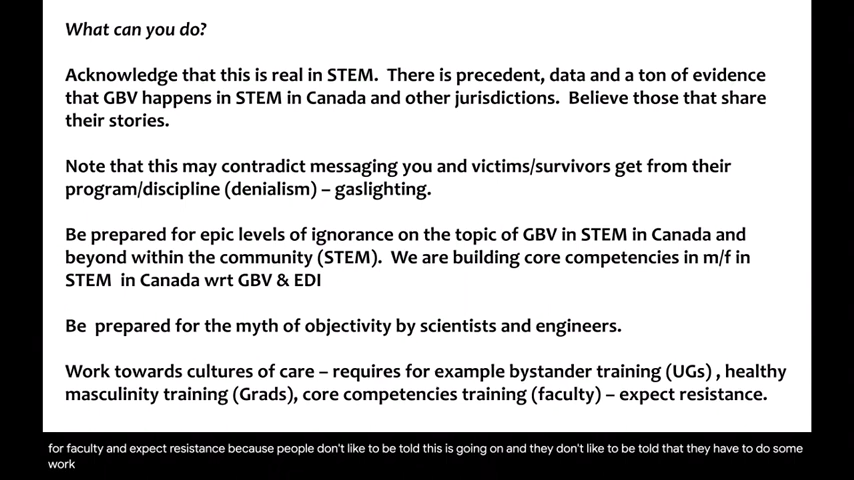 What can you do?
Acknowledge that this is real in STEM. There is precedent, data and a ton of evidence
that GBV happens in STEM in Canada and other jurisdictions. Believe those that share
their stories.
Note that this may contradict messaging you and victims/survivors get from their
program/discipline (denialism) – gaslighting.
Be prepared for epic levels of ignorance on the topic of GBV in STEM in Canada and
beyond within the community (STEM). We are building core competencies in m/f in
STEM in Canada wrt GBV & EDI
Be prepared for the myth of objectivity by scientists and engineers.
Work towards cultures of care – requires for example bystander training (UGs) , healthy
masculinity training (Grads), core competencies training (faculty) – expect resistance.
for faculty and expect resistance because people don't like to be told this is going on and they don't like to be told that they have to do some
work